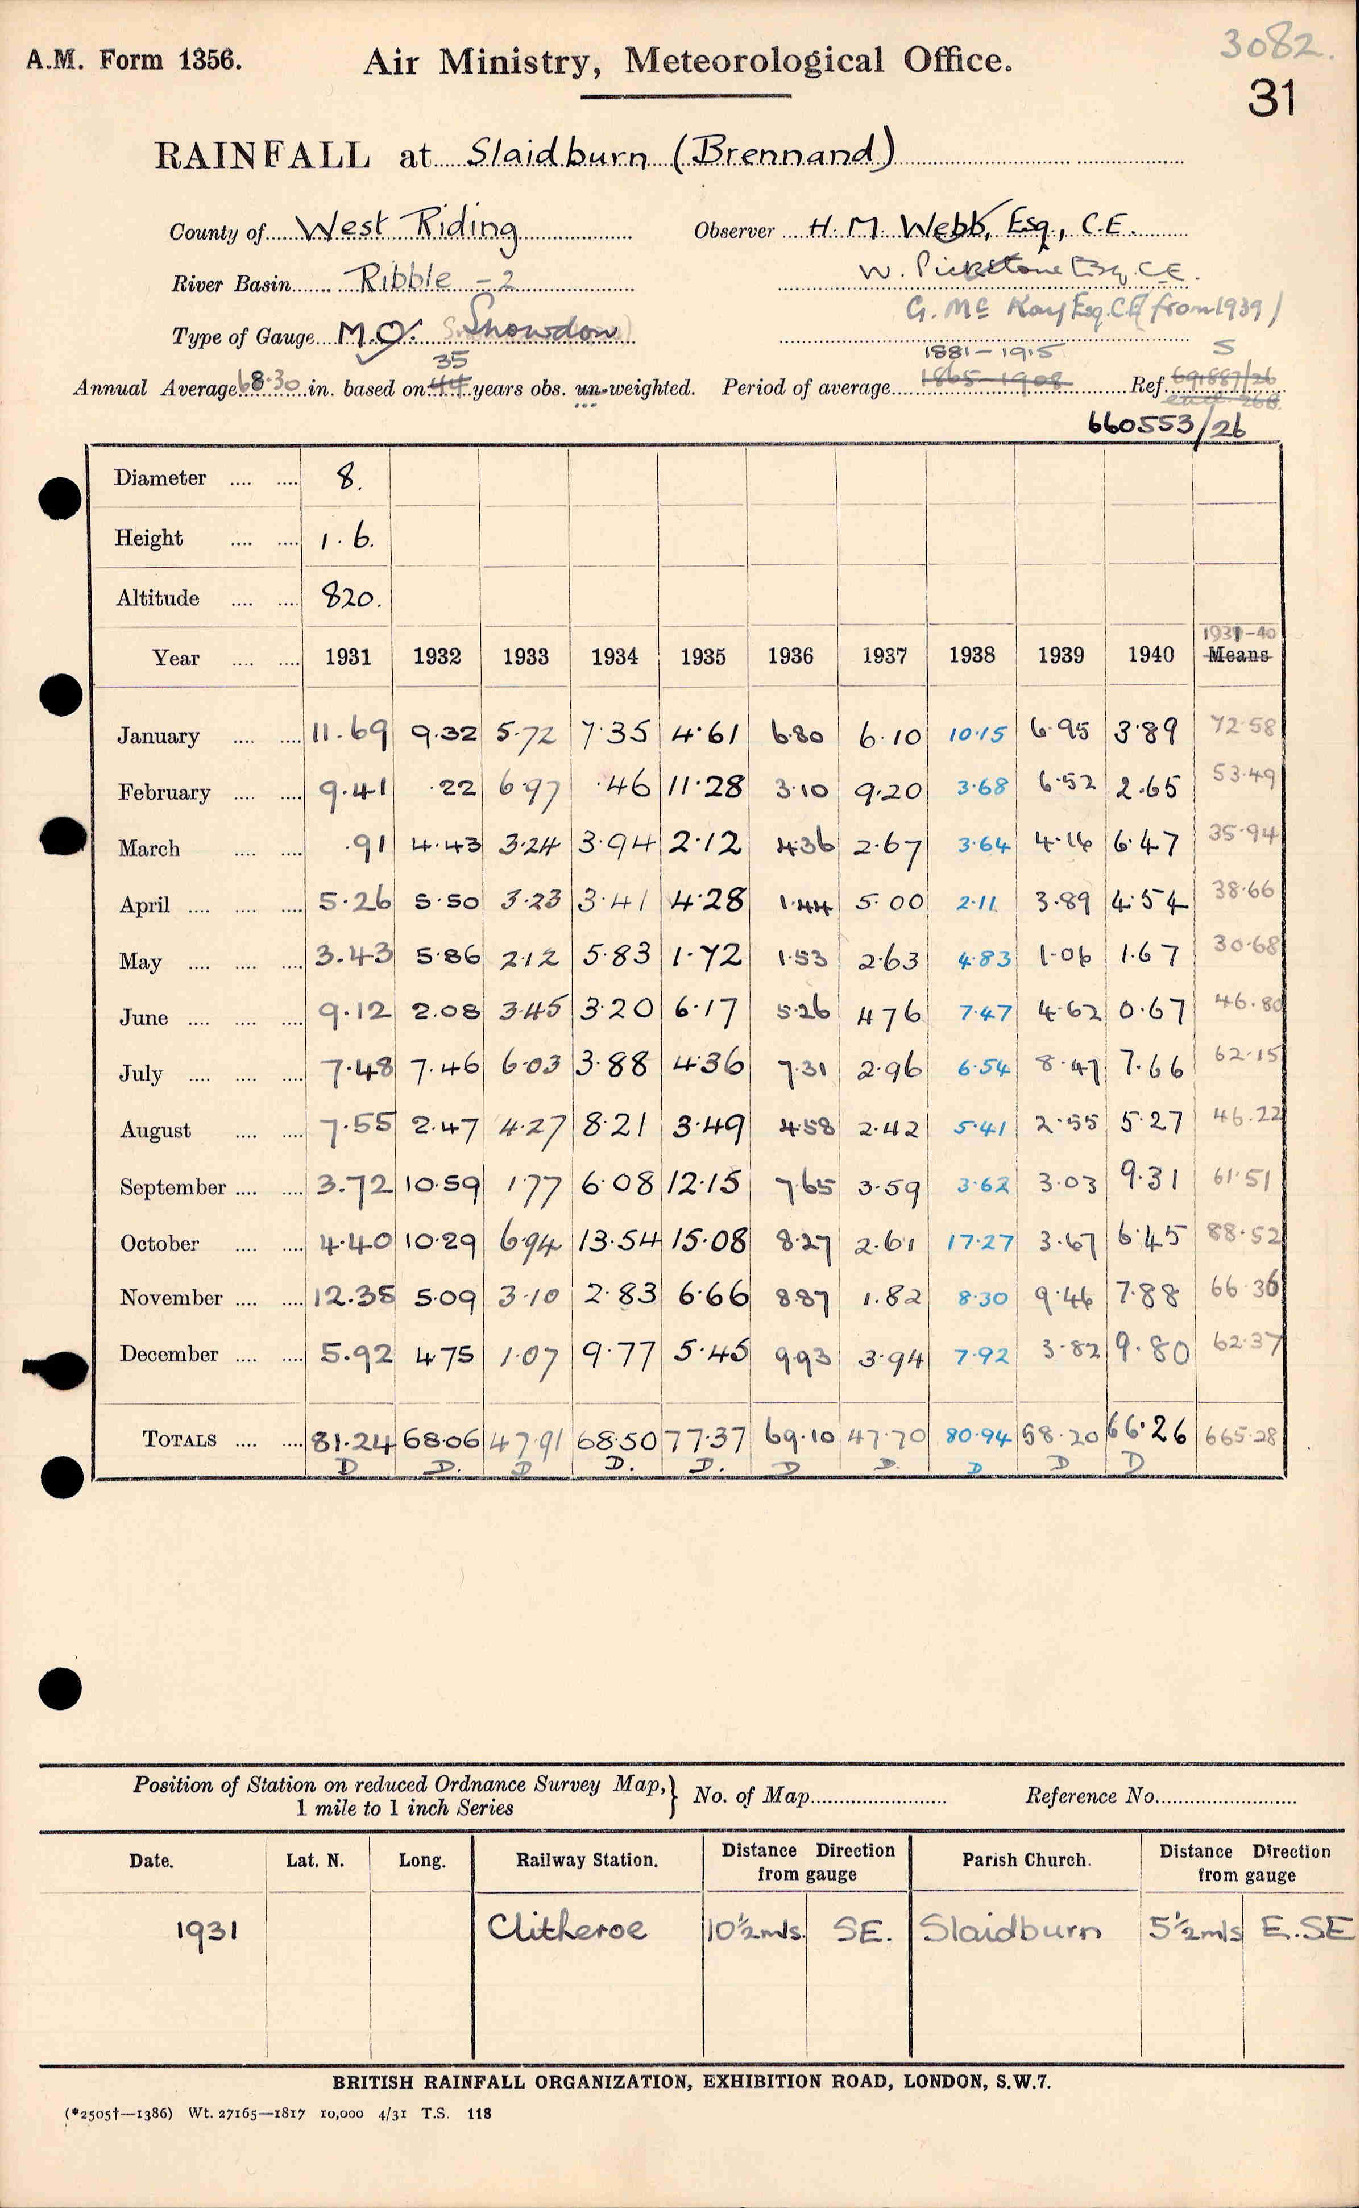 3082.
A.M. Form 1356. Air Ministry, Meteorological Office.
31
RAINFALL at Slaidburn (Brennand)
County of West Riding Observer H. M. Webb, Esq., C.E.
River Basin Ribble - 2 W. Pickstone Esq. C.E.
G. Mc Kay Esq. C.E (from 1939)
Type of Gauge M.O. Snowdon
35 1881 - 1915 S
Annual Average 68.30 in. based on 44 years obs. un-weighted. Period of average 1865-1908 Ref. 691887/26
660553/26
Diameter .... .... 8.
Height .... .... 1.6.
Altitude .... .... 820.
1931-40
Year .... .... 1931 1932 1933 1934 1935 1936 1937 1938 1939 1940 Means
January .... .... 11.69 9.32 5.72 7.35 4.61 6.80 6.10 10.15 6.95 3.89 72.58
February .... .... 9.41 .22 6.97 .46 11.28 3.10 9.20 3.68 6.52 2.65 53.49
March .... .... .91 4.43 3.24 3.94 2.12 4.36 2.67 3.64 4.16 6.47 35.94
April .... .... .... 5.26 5.50 3.23 3.41 4.28 1.44 5.00 2.11 3.89 4.54 38.66
May .... .... .... 3.43 5.86 2.12 5.83 1.72 1.53 2.63 4.83 1.06 1.67 30.68
June .... .... .... 9.12 2.08 3.45 3.20 6.17 5.26 4.76 7.47 4.62 0.67 46.80
July .... .... .... 7.48 7.46 6.03 3.88 4.36 7.31 2.96 6.54 8.47 7.66 62.15
August .... .... 7.55 2.47 4.27 8.21 3.49 4.58 2.42 5.41 2.55 5.27 46.22
September .... .... 3.72 10.59 1.77 6.08 12.15 7.65 3.59 3.62 3.03 9.31 61.51
October .... .... 4.40 10.29 6.94 13.54 15.08 8.27 2.61 17.27 3.67 6.45 88.52
November .... .... 12.35 5.09 3.10 2.83 6.66 8.87 1.82 8.30 9.46 7.88 66.36
December .... .... 5.92 4.75 1.07 9.77 5.45 9.93 3.94 7.92 3.82 9.80 62.37
TOTALS .... .... 81.24 68.06 47.91 68.50 77.37 69.10 47.70 80.94 58.20 66.26 665.28
D D. D D. D. D D. D D D
Position of Station on reduced Ordnance Survey Map, } No. of Map Reference No.
1 mile to 1 inch Series
Date. Lat. N. Long. Railway Station. Distance Direction from gauge Parish Church. Distance Direction from gauge
1931 Clitheroe 10½ mls. SE. Slaidburn 5½ mls E.SE
BRITISH RAINFALL ORGANIZATION, EXHIBITION ROAD, LONDON, S.W.7.
(*2505†—1386) Wt. 27165—1817 10,000 4/31 T.S. 118